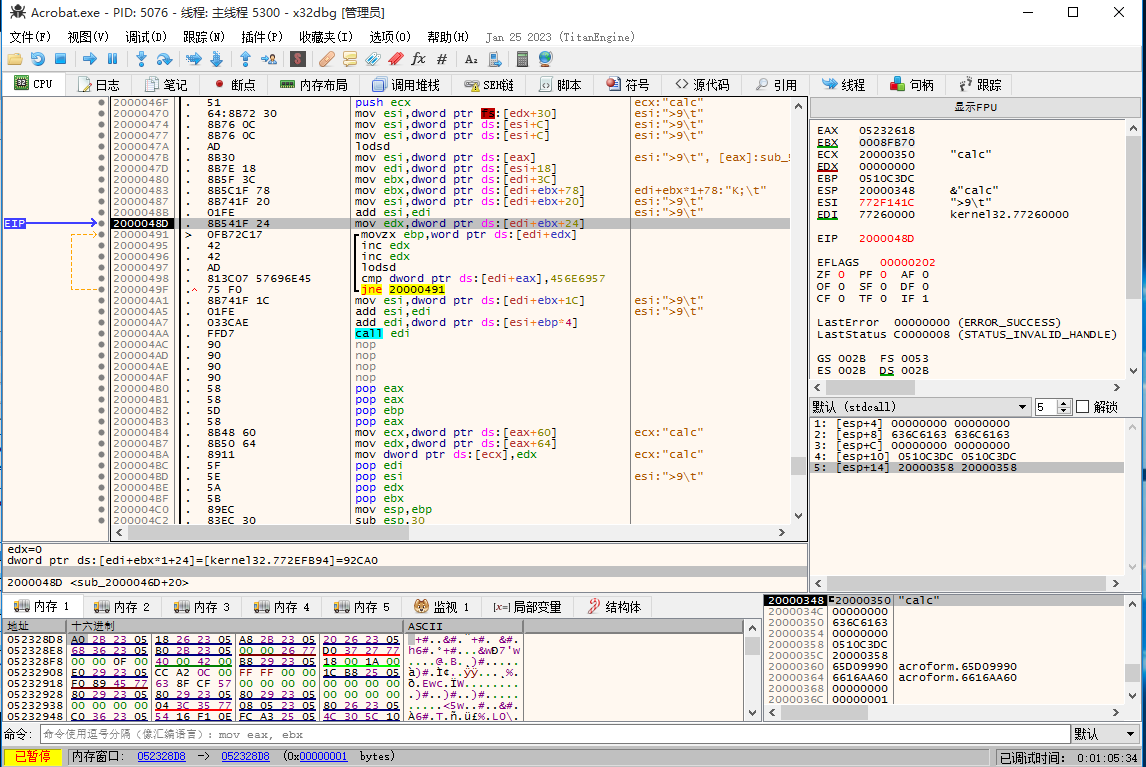 Acrobat.exe - PID: 5076 - 线程: 主线程 5300 - x32dbg [管理员]
文件(F) 视图(V) 调试(D) 跟踪(N) 插件(P) 收藏夹(I) 选项(O) 帮助(H) Jan 25 2023 (TitanEngine)
CPU 日志 笔记 断点 内存布局 调用堆栈 SEH链 脚本 符号 源代码 引用 线程 句柄 跟踪
2000046F . 51 push ecx ecx:"calc"
20000470 . 64:8B72 30 mov esi,dword ptr fs:[edx+30] esi:">9\t"
20000474 . 8B76 0C mov esi,dword ptr ds:[esi+C] esi:">9\t"
20000477 . 8B76 0C mov esi,dword ptr ds:[esi+C] esi:">9\t"
2000047A . AD lodsd
2000047B . 8B30 mov esi,dword ptr ds:[eax] esi:">9\t", [eax]:sub_
2000047D . 8B7E 18 mov edi,dword ptr ds:[esi+18] esi:">9\t"
20000480 . 8B5F 3C mov ebx,dword ptr ds:[edi+3C]
20000483 . 8B5C1F 78 mov ebx,dword ptr ds:[edi+ebx+78] edi+ebx*1+78:"K;\t"
20000487 . 8B741F 20 mov esi,dword ptr ds:[edi+ebx+20] esi:">9\t"
2000048B . 01FE add esi,edi esi:">9\t"
EIP 2000048D . 8B541F 24 mov edx,dword ptr ds:[edi+ebx+24]
20000491 > 0FB72C17 movzx ebp,word ptr ds:[edi+edx]
20000495 . 42 inc edx
20000496 . 42 inc edx
20000497 . AD lodsd
20000498 . 813C07 57696E45 cmp dword ptr ds:[edi+eax],456E6957
2000049F .^ 75 F0 jne 20000491
200004A1 . 8B741F 1C mov esi,dword ptr ds:[edi+ebx+1C] esi:">9\t"
200004A5 . 01FE add esi,edi esi:">9\t"
200004A7 . 033CAE add edi,dword ptr ds:[esi+ebp*4]
200004AA . FFD7 call edi
200004AC . 90 nop
200004AD . 90 nop
200004AE . 90 nop
200004AF . 90 nop
200004B0 . 58 pop eax
200004B1 . 58 pop eax
200004B2 . 5D pop ebp
200004B3 . 58 pop eax
200004B4 . 8B48 60 mov ecx,dword ptr ds:[eax+60] ecx:"calc"
200004B7 . 8B50 64 mov edx,dword ptr ds:[eax+64]
200004BA . 8911 mov dword ptr ds:[ecx],edx ecx:"calc"
200004BC . 5F pop edi
200004BD . 5E pop esi esi:">9\t"
200004BE . 5A pop edx
200004BF . 5B pop ebx
200004C0 . 89EC mov esp,ebp
200004C2 . 83EC 30 sub esp,30
edx=0
dword ptr ds:[edi+ebx*1+24]=[kernel32.772EFB94]=92CA0
2000048D <sub_2000046D+20>
显示FPU
EAX 05232618
EBX 0008FB70
ECX 20000350 "calc"
EDX 00000000
EBP 0510C3DC
ESP 20000348 &"calc"
ESI 772F141C ">9\t"
EDI 77260000 kernel32.77260000
EIP 2000048D
EFLAGS 00000202
ZF 0 PF 0 AF 0
OF 0 SF 0 DF 0
CF 0 TF 0 IF 1
LastError 00000000 (ERROR_SUCCESS)
LastStatus C0000008 (STATUS_INVALID_HANDLE)
GS 002B FS 0053
ES 002B DS 002B
默认 (stdcall) 5 解锁
1: [esp+4] 00000000 00000000
2: [esp+8] 636C6163 636C6163
3: [esp+C] 00000000 00000000
4: [esp+10] 0510C3DC 0510C3DC
5: [esp+14] 20000358 20000358
内存 1 内存 2 内存 3 内存 4 内存 5 监视 1 [x=] 局部变量 结构体
地址 十六进制 ASCII
052328D8 A0 2B 23 05 18 26 23 05 A8 2B 23 05 20 26 23 05
052328E8 68 36 23 05 B0 2B 23 05 00 00 26 77 D0 37 27 77
052328F8 00 00 0F 00 40 00 42 00 B8 29 23 05 18 00 1A 00
05232908 E0 29 23 05 CC A2 0C 00 FF FF 00 00 1C B8 25 05
05232918 F0 89 45 77 63 8F CF 57 00 00 00 00 00 00 00 00
05232928 80 29 23 05 80 29 23 05 80 29 23 05 00 00 00 00
05232938 00 00 00 00 04 3C 35 77 08 05 23 05 80 26 23 05
05232948 C0 36 23 05 54 16 F1 0E FC A3 25 05 4C 30 5C 10
20000348 20000350 "calc"
2000034C 00000000
20000350 636C6163
20000354 00000000
20000358 0510C3DC
2000035C 20000358
20000360 65D09990 acroform.65D09990
20000364 6616AA60 acroform.6616AA60
20000368 00000000
2000036C 00000001
命令: 命令使用逗号分隔（像汇编语言）: mov eax, ebx 默认
已暂停 内存窗口: 052328D8 -> 052328D8 (0x00000001 bytes) 已调试时间: 0:01:05:34